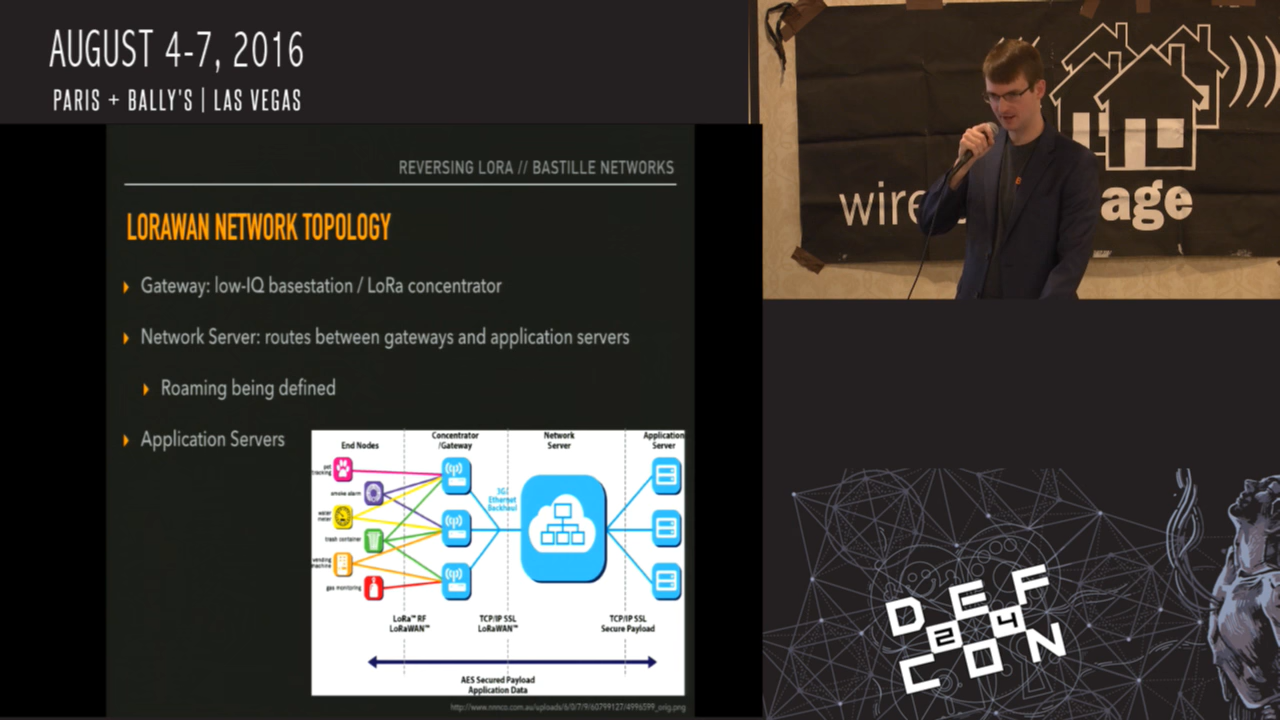 AUGUST 4-7, 2016
PARIS + BALLY'S | LAS VEGAS
REVERSING LORA // BASTILLE NETWORKS
LORAWAN NETWORK TOPOLOGY
Gateway: low-IQ basestation / LoRa concentrator
Network Server: routes between gateways and application servers
Roaming being defined
Application Servers
End Nodes
Concentrator
/Gateway
Network
Server
Application
Server
pet
tracking
smoke alarm
water
meter
trash container
vending
machine
gas monitoring
3G/
Ethernet
Backhaul
LoRa™ RF
LoRaWAN™
TCP/IP SSL
LoRaWAN™
TCP/IP SSL
Secure Payload
AES Secured Payload
Application Data
wire
age
DEF
24
CON